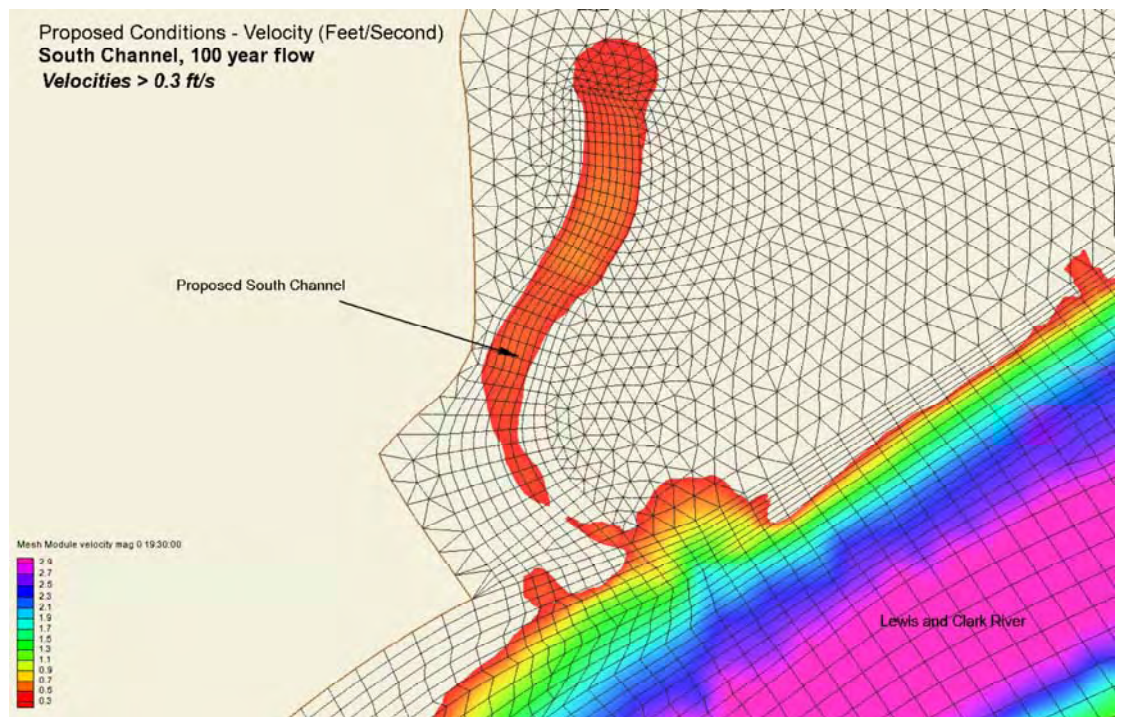 Proposed Conditions - Velocity (Feet/Second)
South Channel, 100 year flow
Velocities > 0.3 ft/s
Proposed South Channel
Mesh Module velocity mag 0 19:30:00
2.9
2.7
2.5
2.3
2.1
1.9
1.7
1.5
1.3
1.1
0.9
0.7
0.5
0.3
Lewis and Clark River